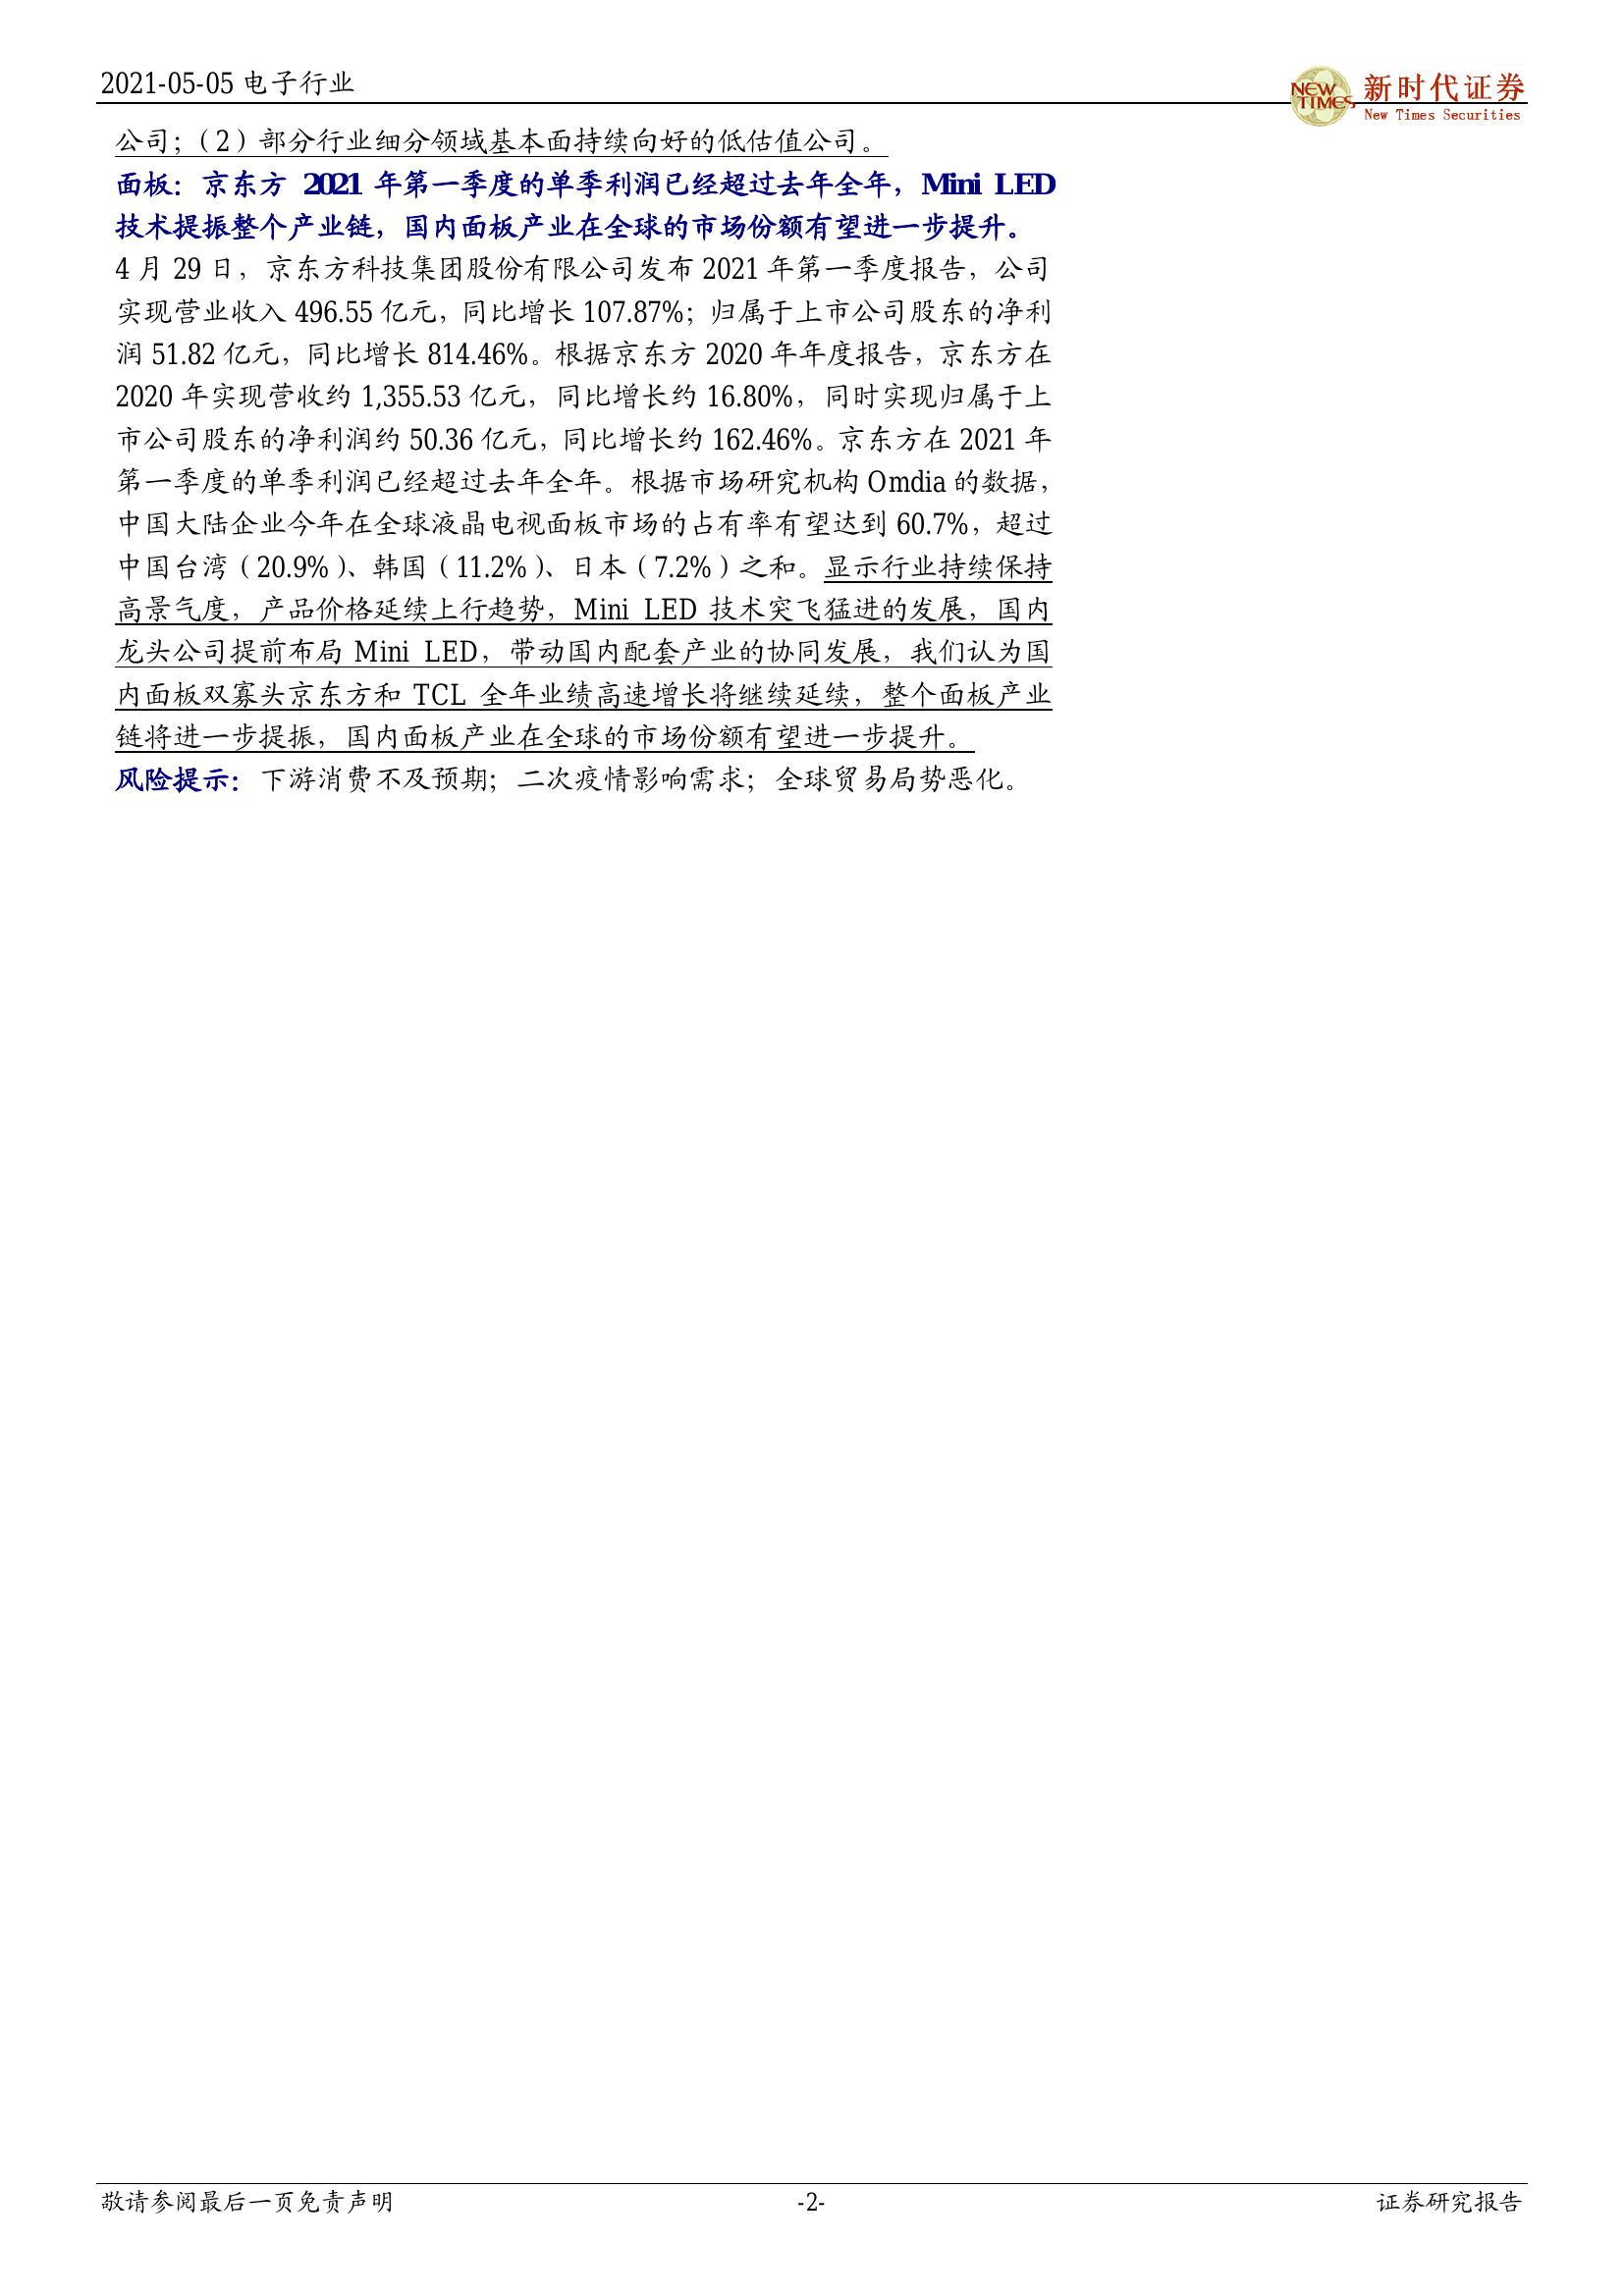 2021-05-05 电子行业
NEW TIMES
新时代证券
New Times Securities
公司；（2）部分行业细分领域基本面持续向好的低估值公司。
面板：京东方 2021 年第一季度的单季利润已经超过去年全年，Mini LED
技术提振整个产业链，国内面板产业在全球的市场份额有望进一步提升。
4 月 29 日，京东方科技集团股份有限公司发布 2021 年第一季度报告，公司
实现营业收入 496.55 亿元，同比增长 107.87%；归属于上市公司股东的净利
润 51.82 亿元，同比增长 814.46%。根据京东方 2020 年年度报告，京东方在
2020 年实现营收约 1,355.53 亿元，同比增长约 16.80%，同时实现归属于上
市公司股东的净利润约 50.36 亿元，同比增长约 162.46%。京东方在 2021 年
第一季度的单季利润已经超过去年全年。根据市场研究机构 Omdia 的数据，
中国大陆企业今年在全球液晶电视面板市场的占有率有望达到 60.7%，超过
中国台湾（20.9%）、韩国（11.2%）、日本（7.2%）之和。显示行业持续保持
高景气度，产品价格延续上行趋势，Mini LED 技术突飞猛进的发展，国内
龙头公司提前布局 Mini LED，带动国内配套产业的协同发展，我们认为国
内面板双寡头京东方和 TCL 全年业绩高速增长将继续延续，整个面板产业
链将进一步提振，国内面板产业在全球的市场份额有望进一步提升。
风险提示：下游消费不及预期；二次疫情影响需求；全球贸易局势恶化。
敬请参阅最后一页免责声明
-2-
证券研究报告